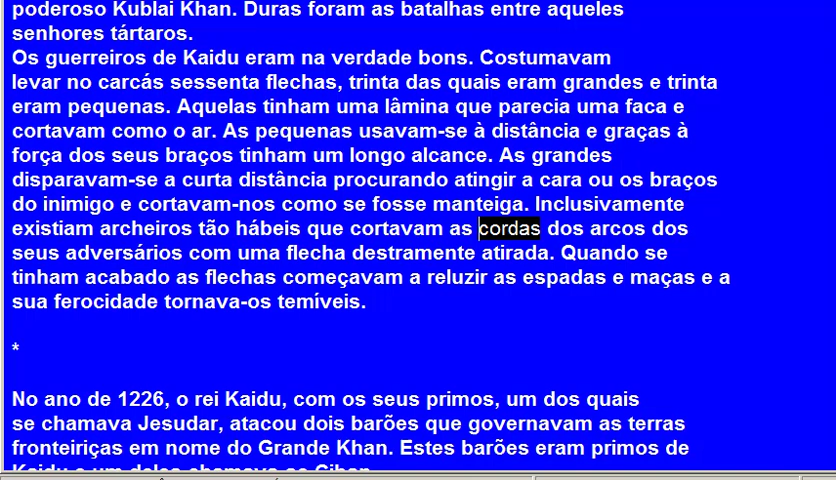 poderoso Kublai Khan. Duras foram as batalhas entre aqueles
senhores tártaros.
Os guerreiros de Kaidu eram na verdade bons. Costumavam
levar no carcás sessenta flechas, trinta das quais eram grandes e trinta
eram pequenas. Aquelas tinham uma lâmina que parecia uma faca e
cortavam como o ar. As pequenas usavam-se à distância e graças à
força dos seus braços tinham um longo alcance. As grandes
disparavam-se a curta distância procurando atingir a cara ou os braços
do inimigo e cortavam-nos como se fosse manteiga. Inclusivamente
existiam archeiros tão hábeis que cortavam as cordas dos arcos dos
seus adversários com uma flecha destramente atirada. Quando se
tinham acabado as flechas começavam a reluzir as espadas e maças e a
sua ferocidade tornava-os temíveis.
*
No ano de 1226, o rei Kaidu, com os seus primos, um dos quais
se chamava Jesudar, atacou dois barões que governavam as terras
fronteiriças em nome do Grande Khan. Estes barões eram primos de
Kaidu e um deles chamava-se Ciban